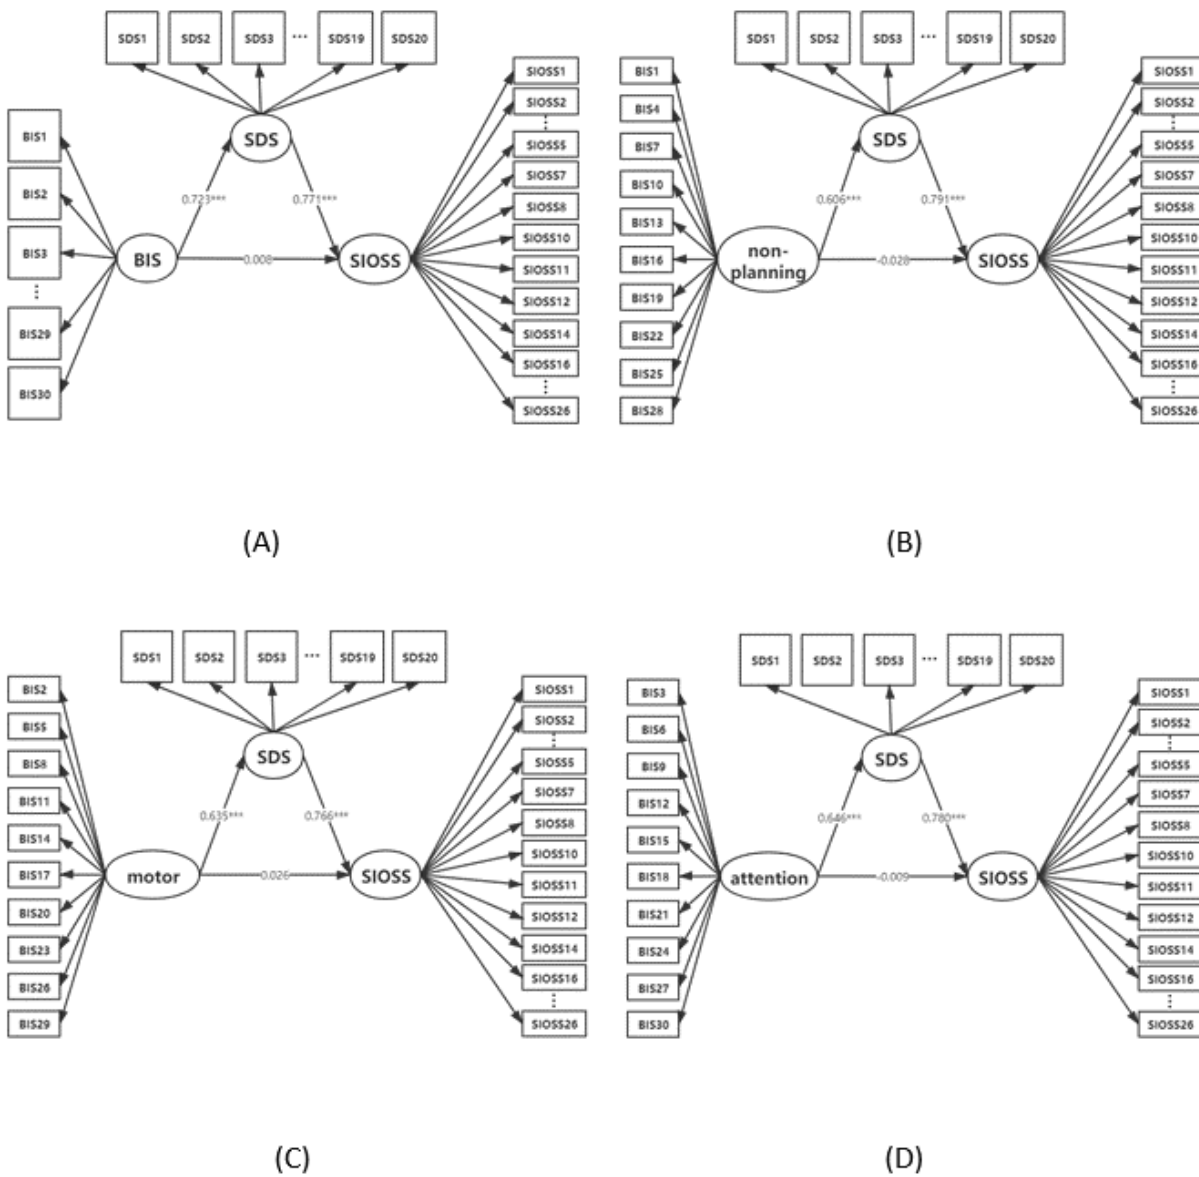 SDS1 SDS2 SDS3 ··· SDS19 SDS20
SIOSS1
SIOSS2
SIOSS5
SIOSS7
SIOSS8
SIOSS10
SIOSS11
SIOSS12
SIOSS14
SIOSS16
SIOSS26
BIS1
BIS2
BIS3
BIS29
BIS30
SDS
0.723***
0.771***
BIS
0.008
SIOSS
(A)
SDS1 SDS2 SDS3 ··· SDS19 SDS20
BIS1
BIS4
BIS7
BIS10
BIS13
BIS16
BIS19
BIS22
BIS25
BIS28
SDS
0.606***
0.791***
non-
planning
-0.028
SIOSS
SIOSS1
SIOSS2
SIOSS5
SIOSS7
SIOSS8
SIOSS10
SIOSS11
SIOSS12
SIOSS14
SIOSS16
SIOSS26
(B)
SDS1 SDS2 SDS3 ··· SDS19 SDS20
BIS2
BIS5
BIS8
BIS11
BIS14
BIS17
BIS20
BIS23
BIS26
BIS29
SDS
0.635***
0.766***
motor
0.026
SIOSS
SIOSS1
SIOSS2
SIOSS5
SIOSS7
SIOSS8
SIOSS10
SIOSS11
SIOSS12
SIOSS14
SIOSS16
SIOSS26
(C)
SDS1 SDS2 SDS3 ··· SDS19 SDS20
BIS3
BIS6
BIS9
BIS12
BIS15
BIS18
BIS21
BIS24
BIS27
BIS30
SDS
0.646***
0.780***
attention
-0.009
SIOSS
SIOSS1
SIOSS2
SIOSS5
SIOSS7
SIOSS8
SIOSS10
SIOSS11
SIOSS12
SIOSS14
SIOSS16
SIOSS26
(D)